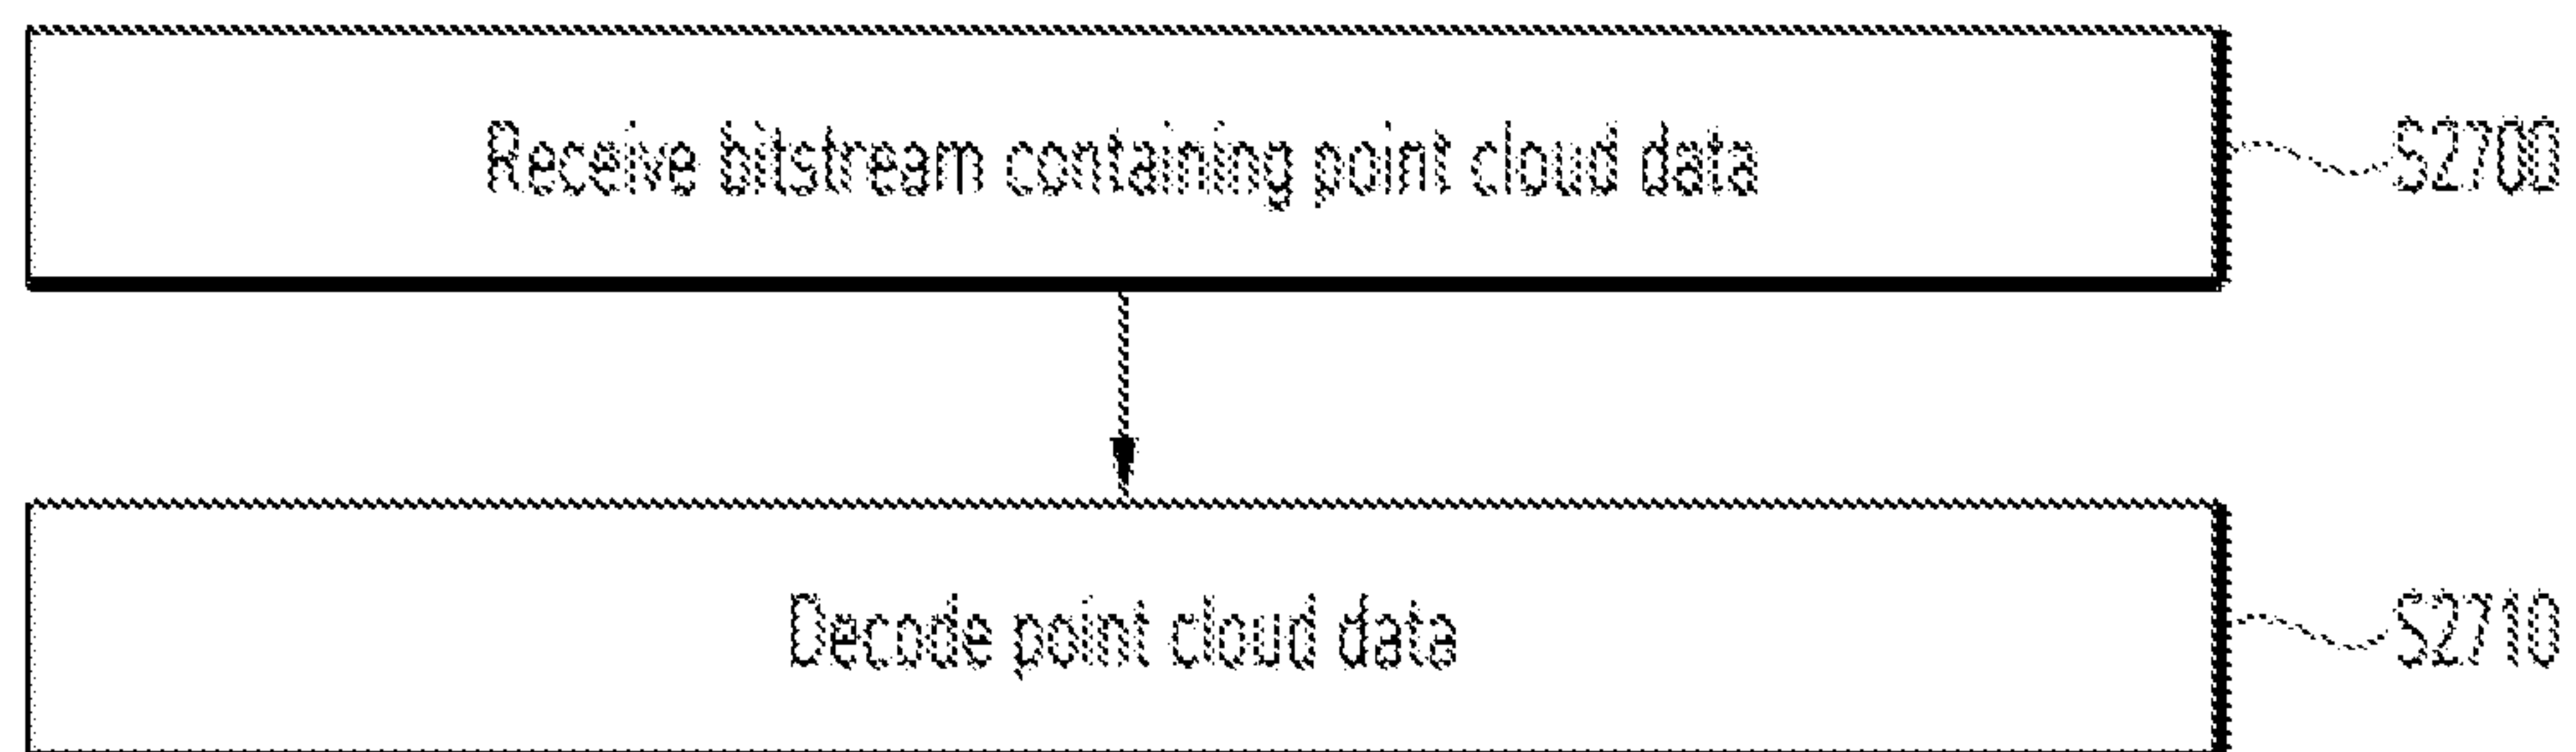 Receive bitstream containing point cloud data
S2700
Decode point cloud data
S2710